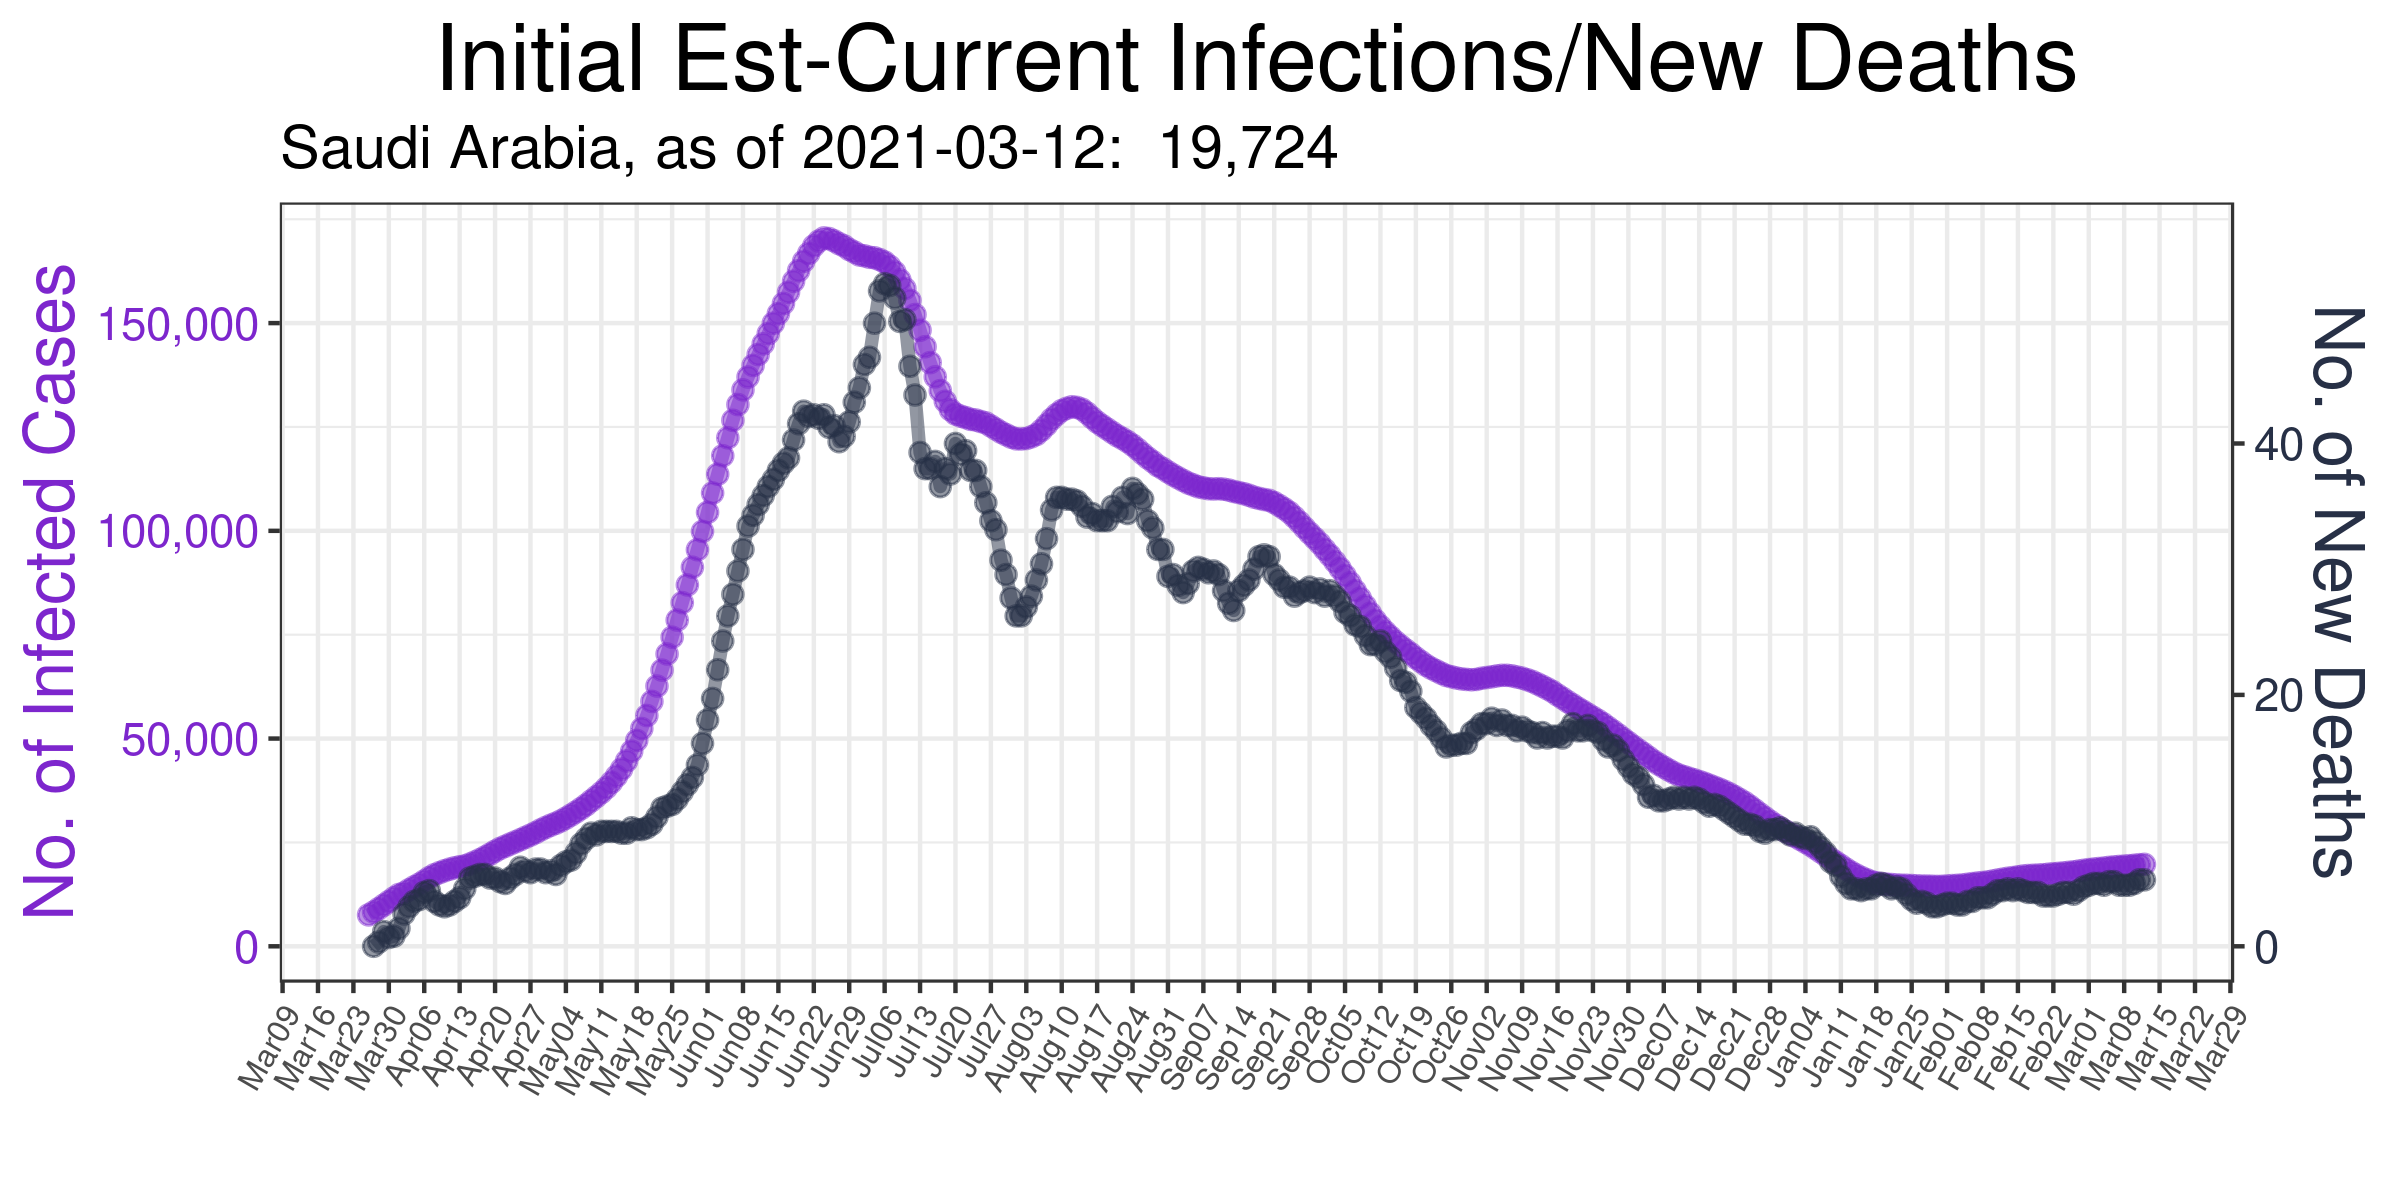 Initial Est-Current Infections/New Deaths
Saudi Arabia, as of 2021-03-12: 19,724
No. of Infected Cases
150,000
100,000
50,000
0
40
20
0
No. of New Deaths
Mar09
Mar16
Mar23
Mar30
Apr06
Apr13
Apr20
Apr27
May04
May11
May18
May25
Jun01
Jun08
Jun15
Jun22
Jun29
Jul06
Jul13
Jul20
Jul27
Aug03
Aug10
Aug17
Aug24
Aug31
Sep07
Sep14
Sep21
Sep28
Oct05
Oct12
Oct19
Oct26
Nov02
Nov09
Nov16
Nov23
Nov30
Dec07
Dec14
Dec21
Dec28
Jan04
Jan11
Jan18
Jan25
Feb01
Feb08
Feb15
Feb22
Mar01
Mar08
Mar15
Mar22
Mar29